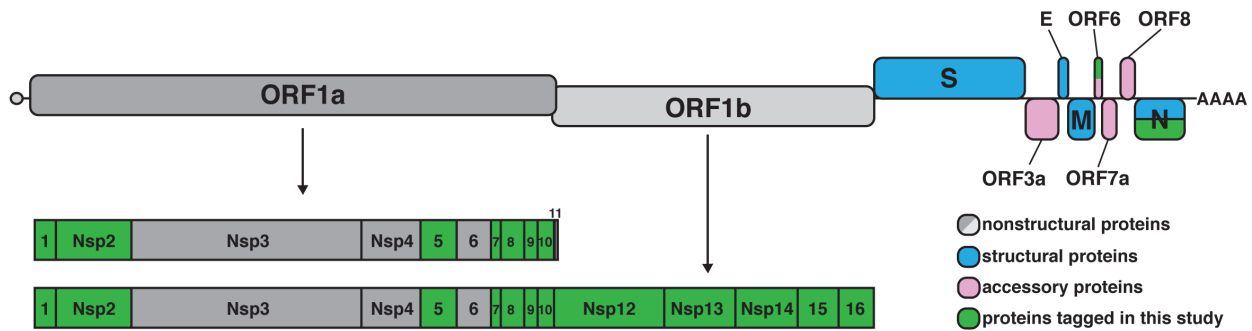 E ORF6 ORF8
S
ORF1a
ORF1b
AAAA
M N
ORF3a ORF7a
11
1 Nsp2 Nsp3 Nsp4 5 6 7 8 9 10
1 Nsp2 Nsp3 Nsp4 5 6 7 8 9 10 Nsp12 Nsp13 Nsp14 15 16
nonstructural proteins
structural proteins
accessory proteins
proteins tagged in this study